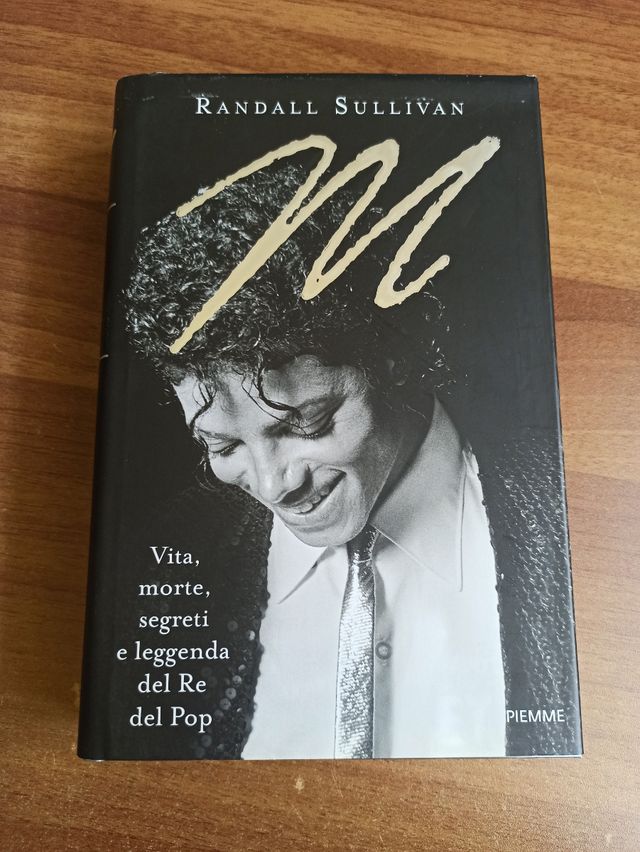 RANDALL SULLIVAN
M
Vita,
morte,
segreti
e leggenda
del Re
del Pop
PIEMME